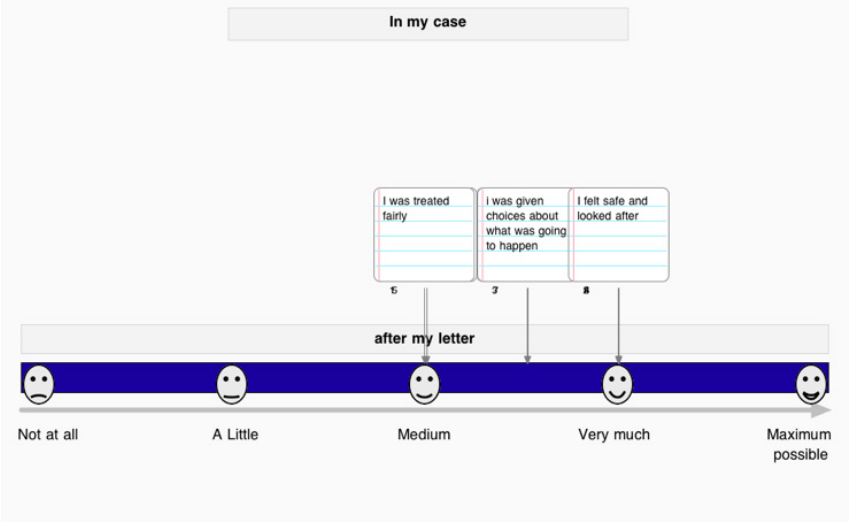 In my case
I was treated
fairly
i was given
choices about
what was going
to happen
I felt safe and
looked after
after my letter
Not at all
A Little
Medium
Very much
Maximum
possible